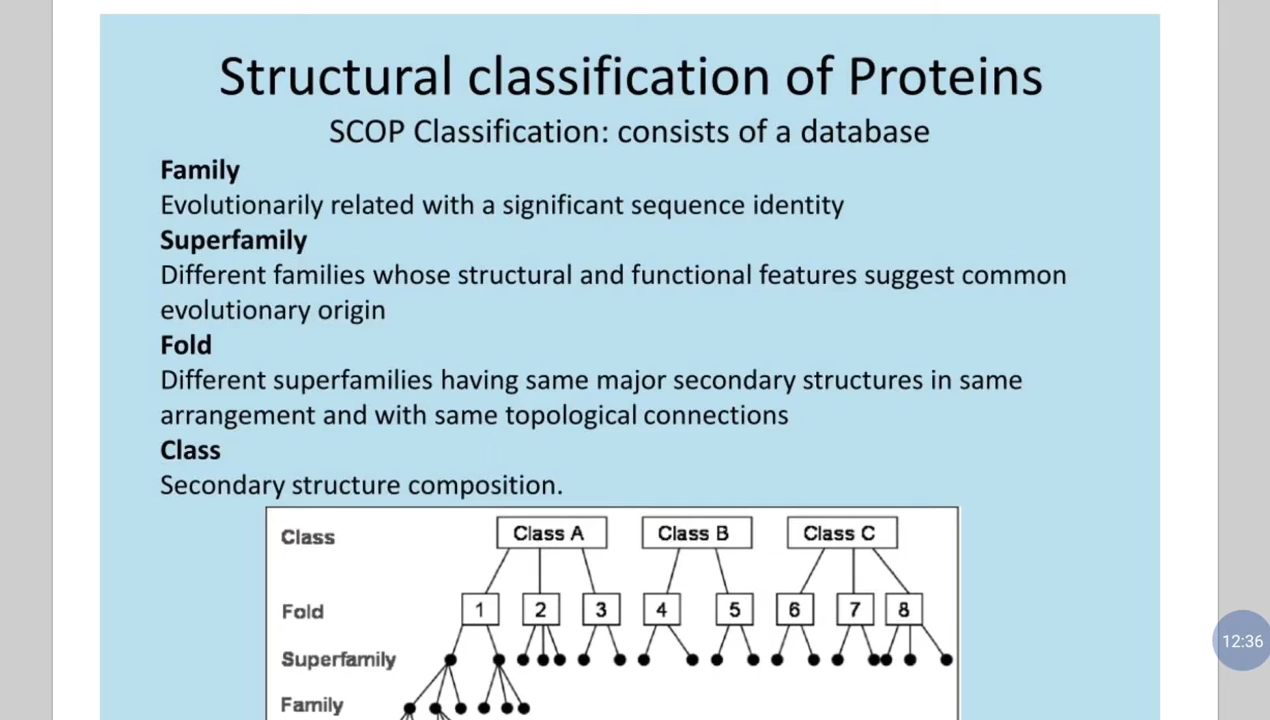 Structural classification of Proteins
SCOP Classification: consists of a database
Family
Evolutionarily related with a significant sequence identity
Superfamily
Different families whose structural and functional features suggest common
evolutionary origin
Fold
Different superfamilies having same major secondary structures in same
arrangement and with same topological connections
Class
Secondary structure composition.
Class Class A Class B Class C
Fold 1 2 3 4 5 6 7 8
Superfamily
Family
12:36